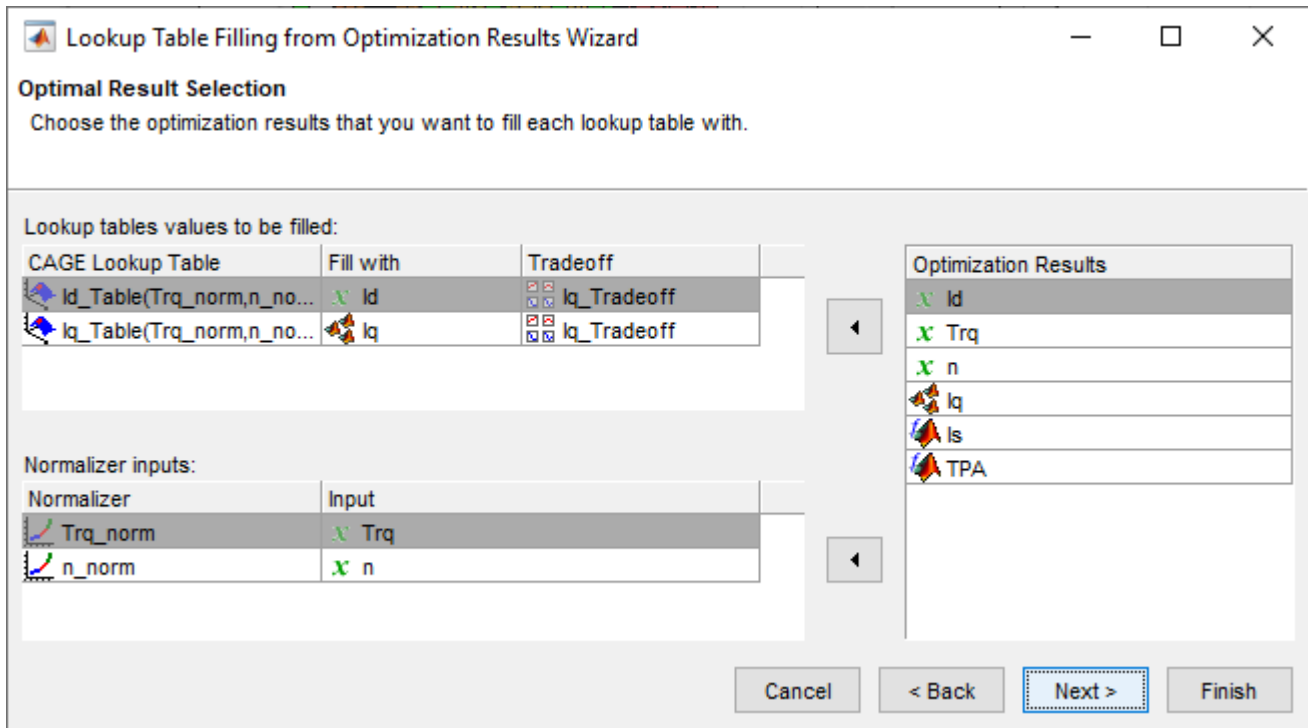 Lookup Table Filling from Optimization Results Wizard
Optimal Result Selection
Choose the optimization results that you want to fill each lookup table with.
Lookup tables values to be filled:
CAGE Lookup Table Fill with Tradeoff
Id_Table(Trq_norm,n_no... x Id Iq_Tradeoff
Iq_Table(Trq_norm,n_no... Iq Iq_Tradeoff
Optimization Results
x Id
x Trq
x n
Iq
Is
TPA
Normalizer inputs:
Normalizer Input
Trq_norm x Trq
n_norm x n
Cancel < Back Next > Finish